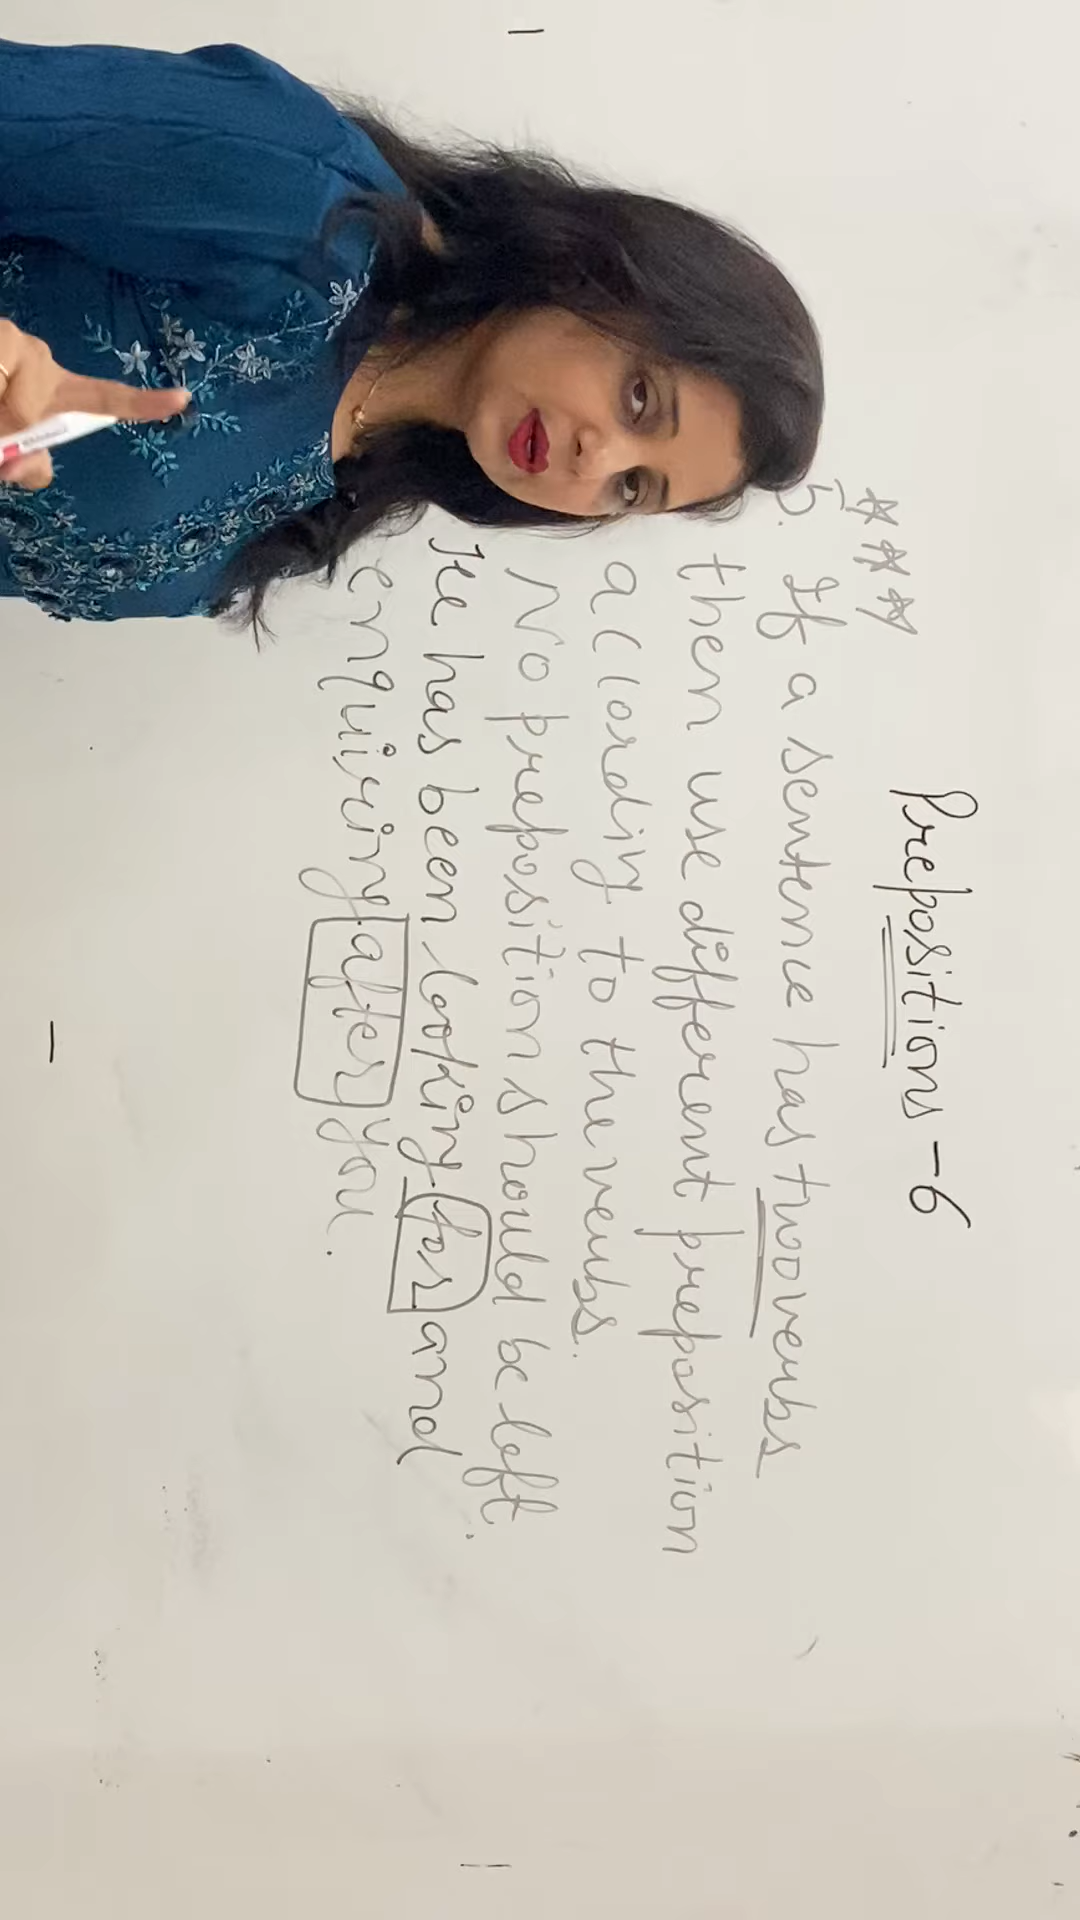 Prepositions -6
5. If a sentence has two verbs
then use different preposition
according to the verbs.
No preposition should be left.
He has been looking for and
enquiring after you.